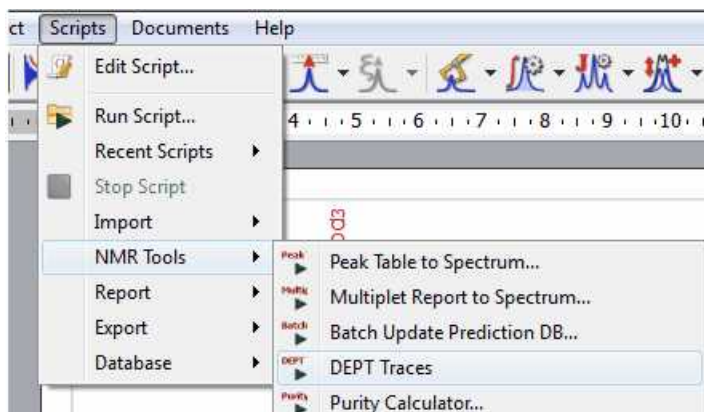 ct Scripts Documents Help
Edit Script...
Run Script...
4 5 6 7 8 9 10
Recent Scripts
Stop Script
Import
od3
NMR Tools
Peak Peak Table to Spectrum...
Report
Multip Multiplet Report to Spectrum...
Export
Batch Batch Update Prediction DB...
Database
DEPT DEPT Traces
Purity Purity Calculator...